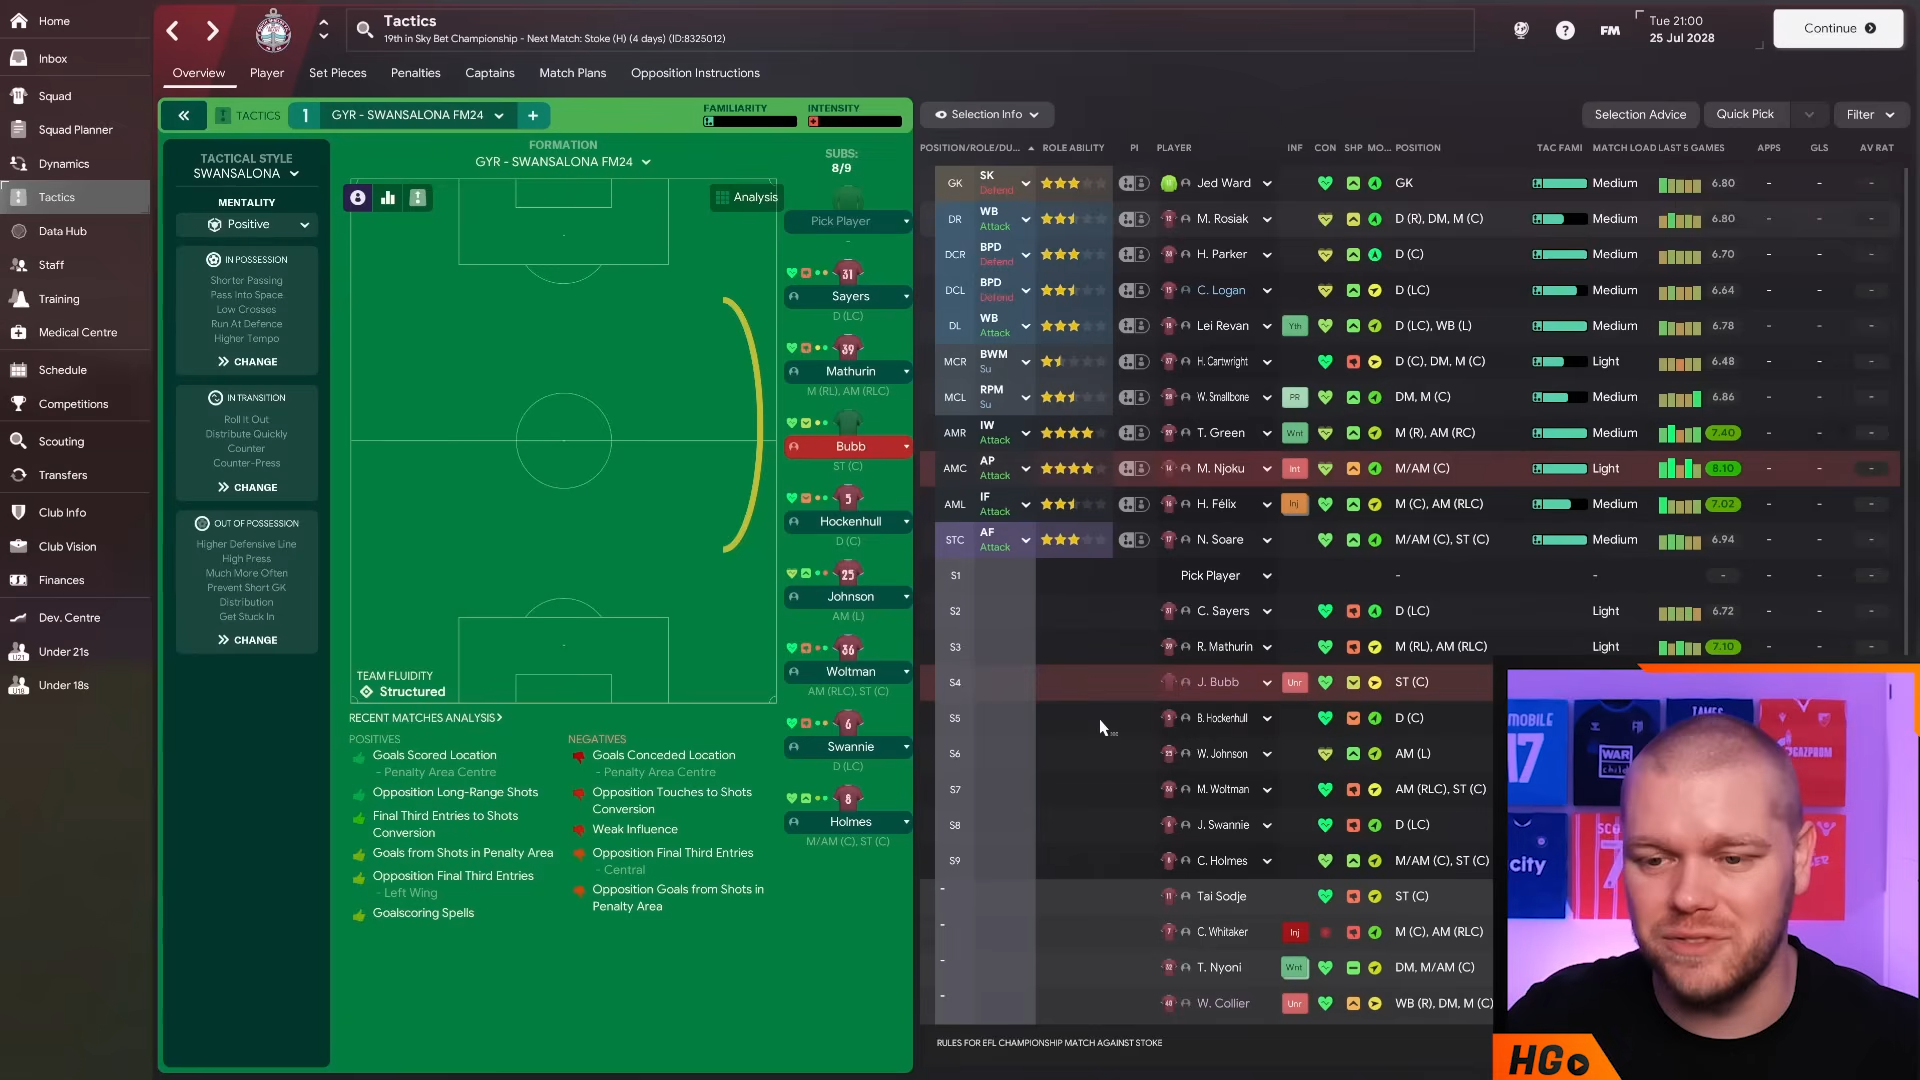 Home
Inbox
Squad
Squad Planner
Dynamics
Tactics
Data Hub
Staff
Training
Medical Centre
Schedule
Competitions
Scouting
Transfers
Club Info
Club Vision
Finances
Dev. Centre
Under 21s
Under 18s
Tactics
19th in Sky Bet Championship - Next Match: Stoke (H) (4 days) (ID:8325012)
FM
Tue 21:00
25 Jul 2028
Continue
Overview Player Set Pieces Penalties Captains Match Plans Opposition Instructions
TACTICS 1 GYR - SWANSALONA FM24
FAMILIARITY
INTENSITY
TACTICAL STYLE
SWANSALONA
MENTALITY
Positive
IN POSSESSION
Shorter Passing
Pass Into Space
Low Crosses
Run At Defence
Higher Tempo
CHANGE
IN TRANSITION
Roll It Out
Distribute Quickly
Counter
Counter-Press
CHANGE
OUT OF POSSESSION
Higher Defensive Line
High Press
Much More Often
Prevent Short GK
Distribution
Get Stuck In
CHANGE
FORMATION
GYR - SWANSALONA FM24
Analysis
TEAM FLUIDITY
Structured
SUBS:
8/9
Pick Player
-
31
Sayers
D (LC)
39
Mathurin
M (RL), AM (RLC)
Bubb
ST (C)
5
Hockenhull
D (C)
25
Johnson
AM (L)
36
Woltman
AM (RLC), ST (C)
6
Swannie
D (LC)
8
Holmes
M/AM (C), ST (C)
RECENT MATCHES ANALYSIS
POSITIVES
Goals Scored Location
- Penalty Area Centre
Opposition Long-Range Shots
Final Third Entries to Shots
Conversion
Goals from Shots in Penalty Area
Opposition Final Third Entries
- Left Wing
Goalscoring Spells
NEGATIVES
Goals Conceded Location
- Penalty Area Centre
Opposition Touches to Shots
Conversion
Weak Influence
Opposition Final Third Entries
- Central
Opposition Goals from Shots in
Penalty Area
Selection Info
Selection Advice
Quick Pick
Filter
POSITION/ROLE/DU... ROLE ABILITY PI PLAYER INF CON SHP MO... POSITION TAC FAMI MATCH LOAD LAST 5 GAMES APPS GLS AV RAT
GK SK Defend Jed Ward GK Medium 6.80 - - -
DR WB Attack M. Rosiak D (R), DM, M (C) Medium 6.80 - - -
DCR BPD Defend H. Parker D (C) Medium 6.70 - - -
DCL BPD Defend C. Logan D (LC) Medium 6.64 - - -
DL WB Attack Lei Revan Yth D (LC), WB (L) Medium 6.78 - - -
MCR BWM Su H. Cartwright D (C), DM, M (C) Light 6.48 - - -
MCL RPM Su W. Smallbone PR DM, M (C) Medium 6.86 - - -
AMR IW Attack T. Green Wnt M (R), AM (RC) Medium 7.40 - - -
AMC AP Attack M. Njoku Int M/AM (C) Light 8.10 - - -
AML IF Attack H. Félix Inj M (C), AM (RLC) Medium 7.02 - - -
STC AF Attack N. Soare M/AM (C), ST (C) Medium 6.94 - - -
S1 Pick Player - - - - - -
S2 C. Sayers D (LC) Light 6.72 - - -
S3 R. Mathurin M (RL), AM (RLC) Light 7.10 - - -
S4 J. Bubb Unr ST (C)
S5 B. Hockenhull D (C)
S6 W. Johnson AM (L)
S7 M. Woltman AM (RLC), ST (C)
S8 J. Swannie D (LC)
S9 C. Holmes M/AM (C), ST (C)
- Tai Sodje ST (C)
- C. Whitaker Inj M (C), AM (RLC)
- T. Nyoni Wnt DM, M/AM (C)
- W. Collier Unr WB (R), DM, M (C)
RULES FOR EFL CHAMPIONSHIP MATCH AGAINST STOKE
MOBILE
17
WAR
child
JAMES
GAZPROM
city
HG